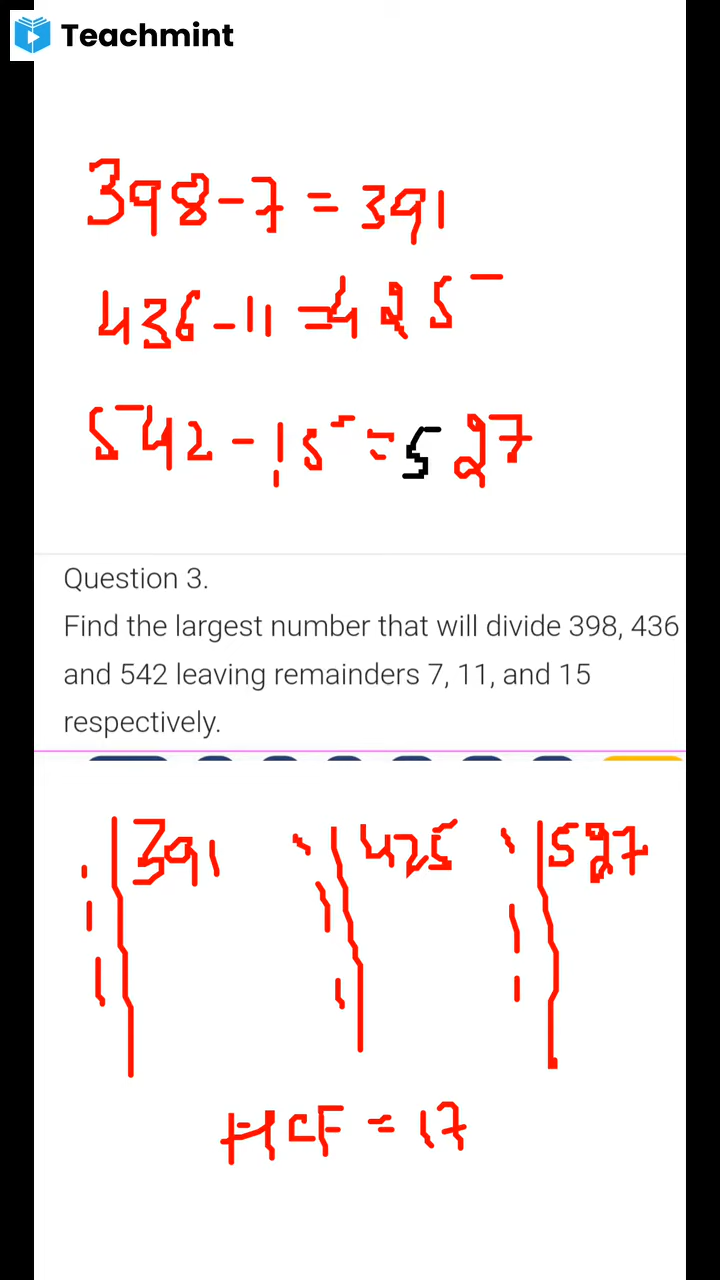 Teachmint
398-7=391
436-11=425
542-15=527
Question 3.
Find the largest number that will divide 398, 436
and 542 leaving remainders 7, 11, and 15
respectively.
391 425 527
HCF = 17